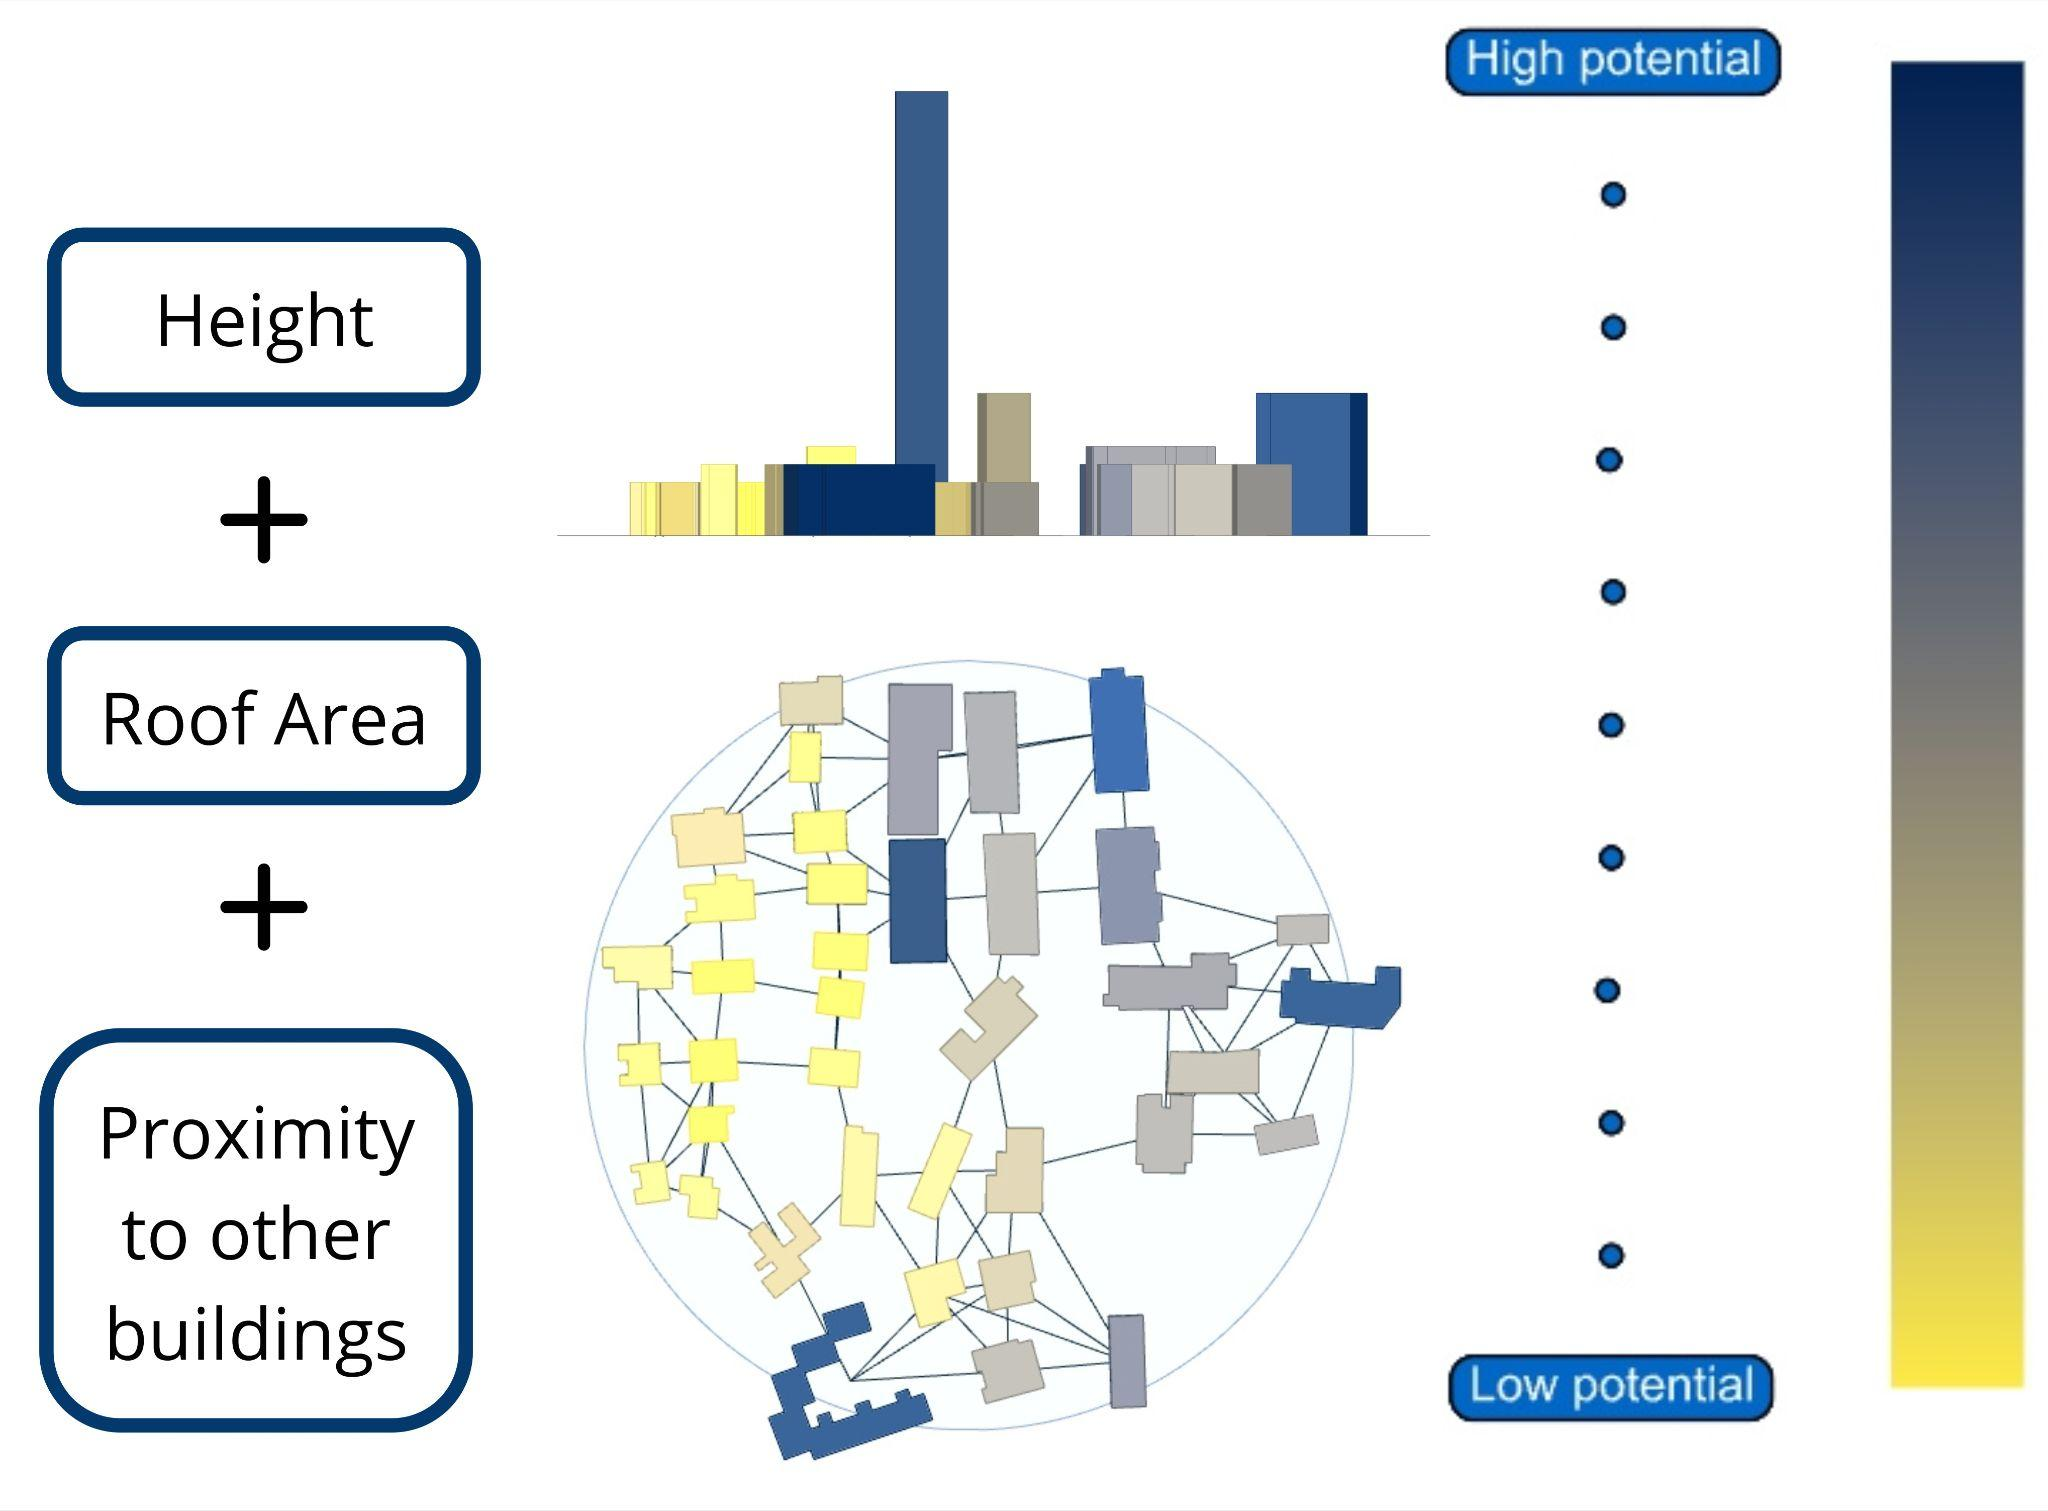 High potential
Height
+
Roof Area
+
Proximity
to other
buildings
Low potential